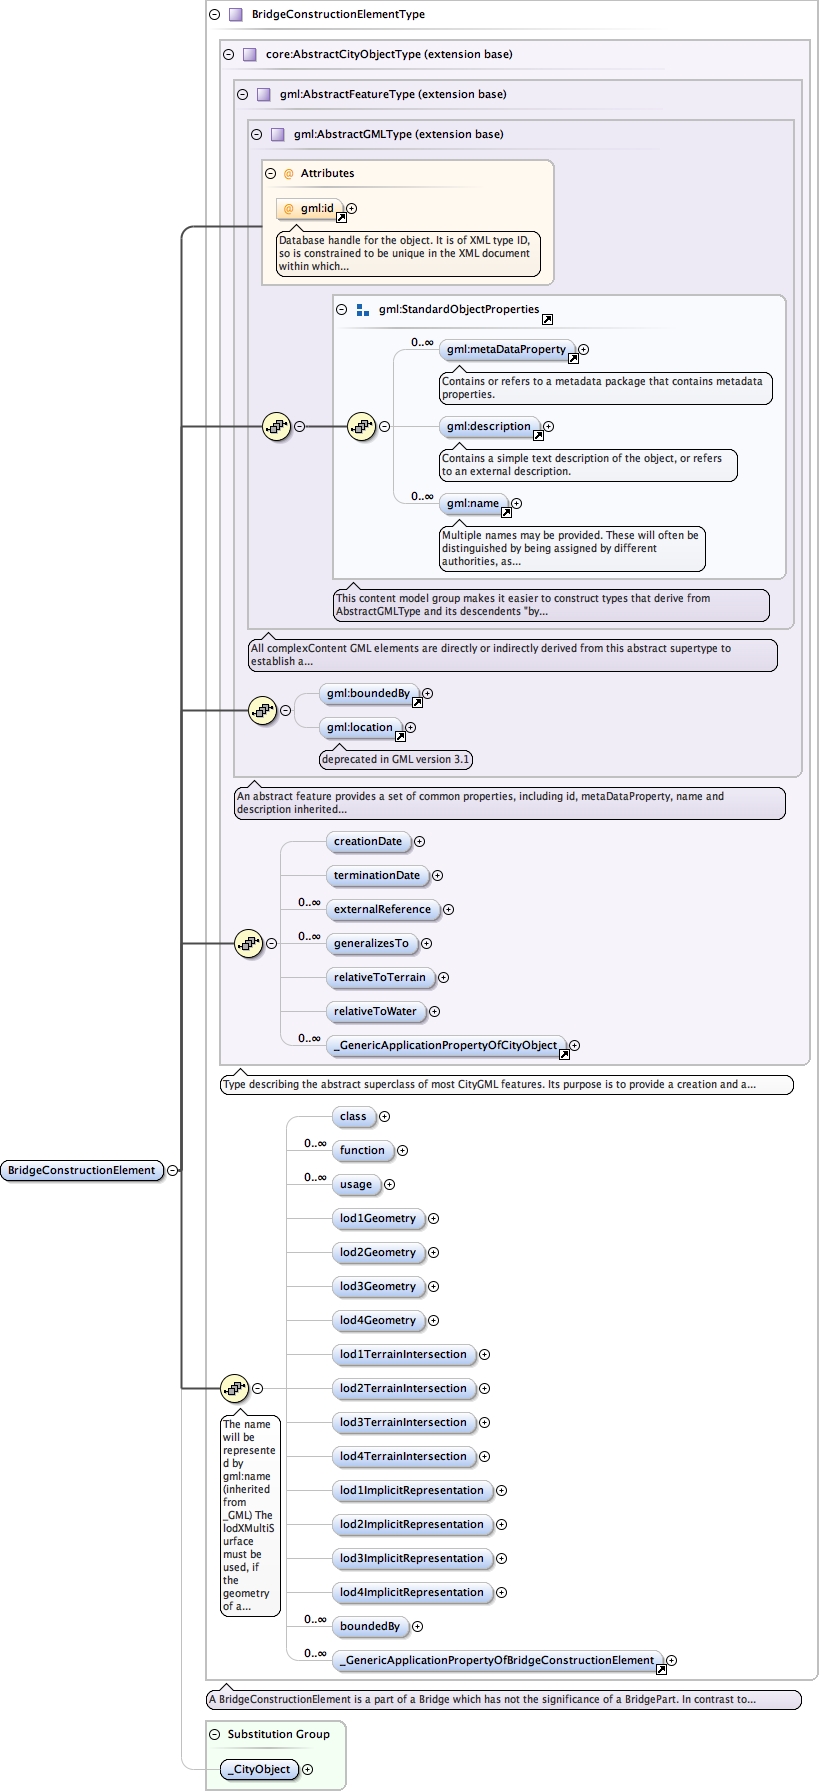 BridgeConstructionElementType
core:AbstractCityObjectType (extension base)
gml:AbstractFeatureType (extension base)
gml:AbstractGMLType (extension base)
@ Attributes
@ gml:id
Database handle for the object. It is of XML type ID,
so is constrained to be unique in the XML document
within which...
gml:StandardObjectProperties
0..∞
gml:metaDataProperty
Contains or refers to a metadata package that contains metadata
properties.
gml:description
Contains a simple text description of the object, or refers
to an external description.
0..∞
gml:name
Multiple names may be provided. These will often be
distinguished by being assigned by different
authorities, as...
This content model group makes it easier to construct types that derive from
AbstractGMLType and its descendents "by...
All complexContent GML elements are directly or indirectly derived from this abstract supertype to
establish a...
gml:boundedBy
gml:location
deprecated in GML version 3.1
An abstract feature provides a set of common properties, including id, metaDataProperty, name and
description inherited...
creationDate
terminationDate
0..∞
externalReference
0..∞
generalizesTo
relativeToTerrain
relativeToWater
0..∞
_GenericApplicationPropertyOfCityObject
Type describing the abstract superclass of most CityGML features. Its purpose is to provide a creation and a...
class
0..∞
function
BridgeConstructionElement
0..∞
usage
lod1Geometry
lod2Geometry
lod3Geometry
lod4Geometry
lod1TerrainIntersection
lod2TerrainIntersection
lod3TerrainIntersection
lod4TerrainIntersection
lod1ImplicitRepresentation
lod2ImplicitRepresentation
lod3ImplicitRepresentation
lod4ImplicitRepresentation
The name
will be
represente
d by
gml:name
(inherited
from
_GML) The
lodXMultiS
urface
must be
used, if
the
geometry
of a...
0..∞
boundedBy
0..∞
_GenericApplicationPropertyOfBridgeConstructionElement
A BridgeConstructionElement is a part of a Bridge which has not the significance of a BridgePart. In contrast to...
Substitution Group
_CityObject